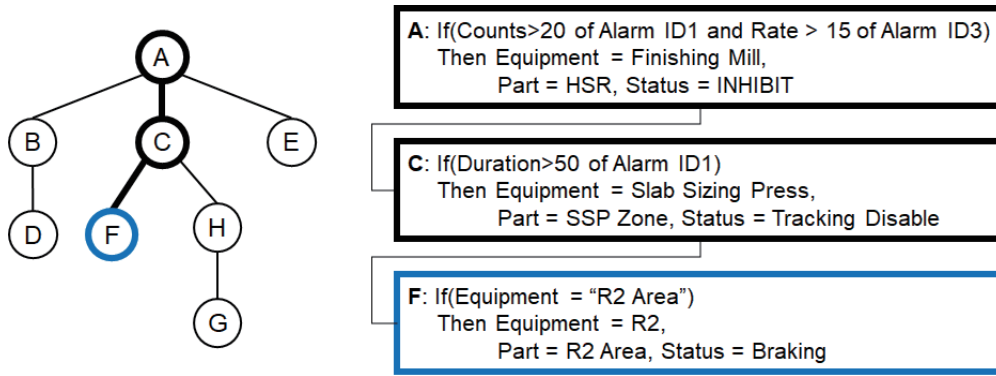 A
B
C
E
D
F
H
G
A: If(Counts>20 of Alarm ID1 and Rate > 15 of Alarm ID3)
Then Equipment = Finishing Mill,
Part = HSR, Status = INHIBIT
C: If(Duration>50 of Alarm ID1)
Then Equipment = Slab Sizing Press,
Part = SSP Zone, Status = Tracking Disable
F: If(Equipment = “R2 Area”)
Then Equipment = R2,
Part = R2 Area, Status = Braking